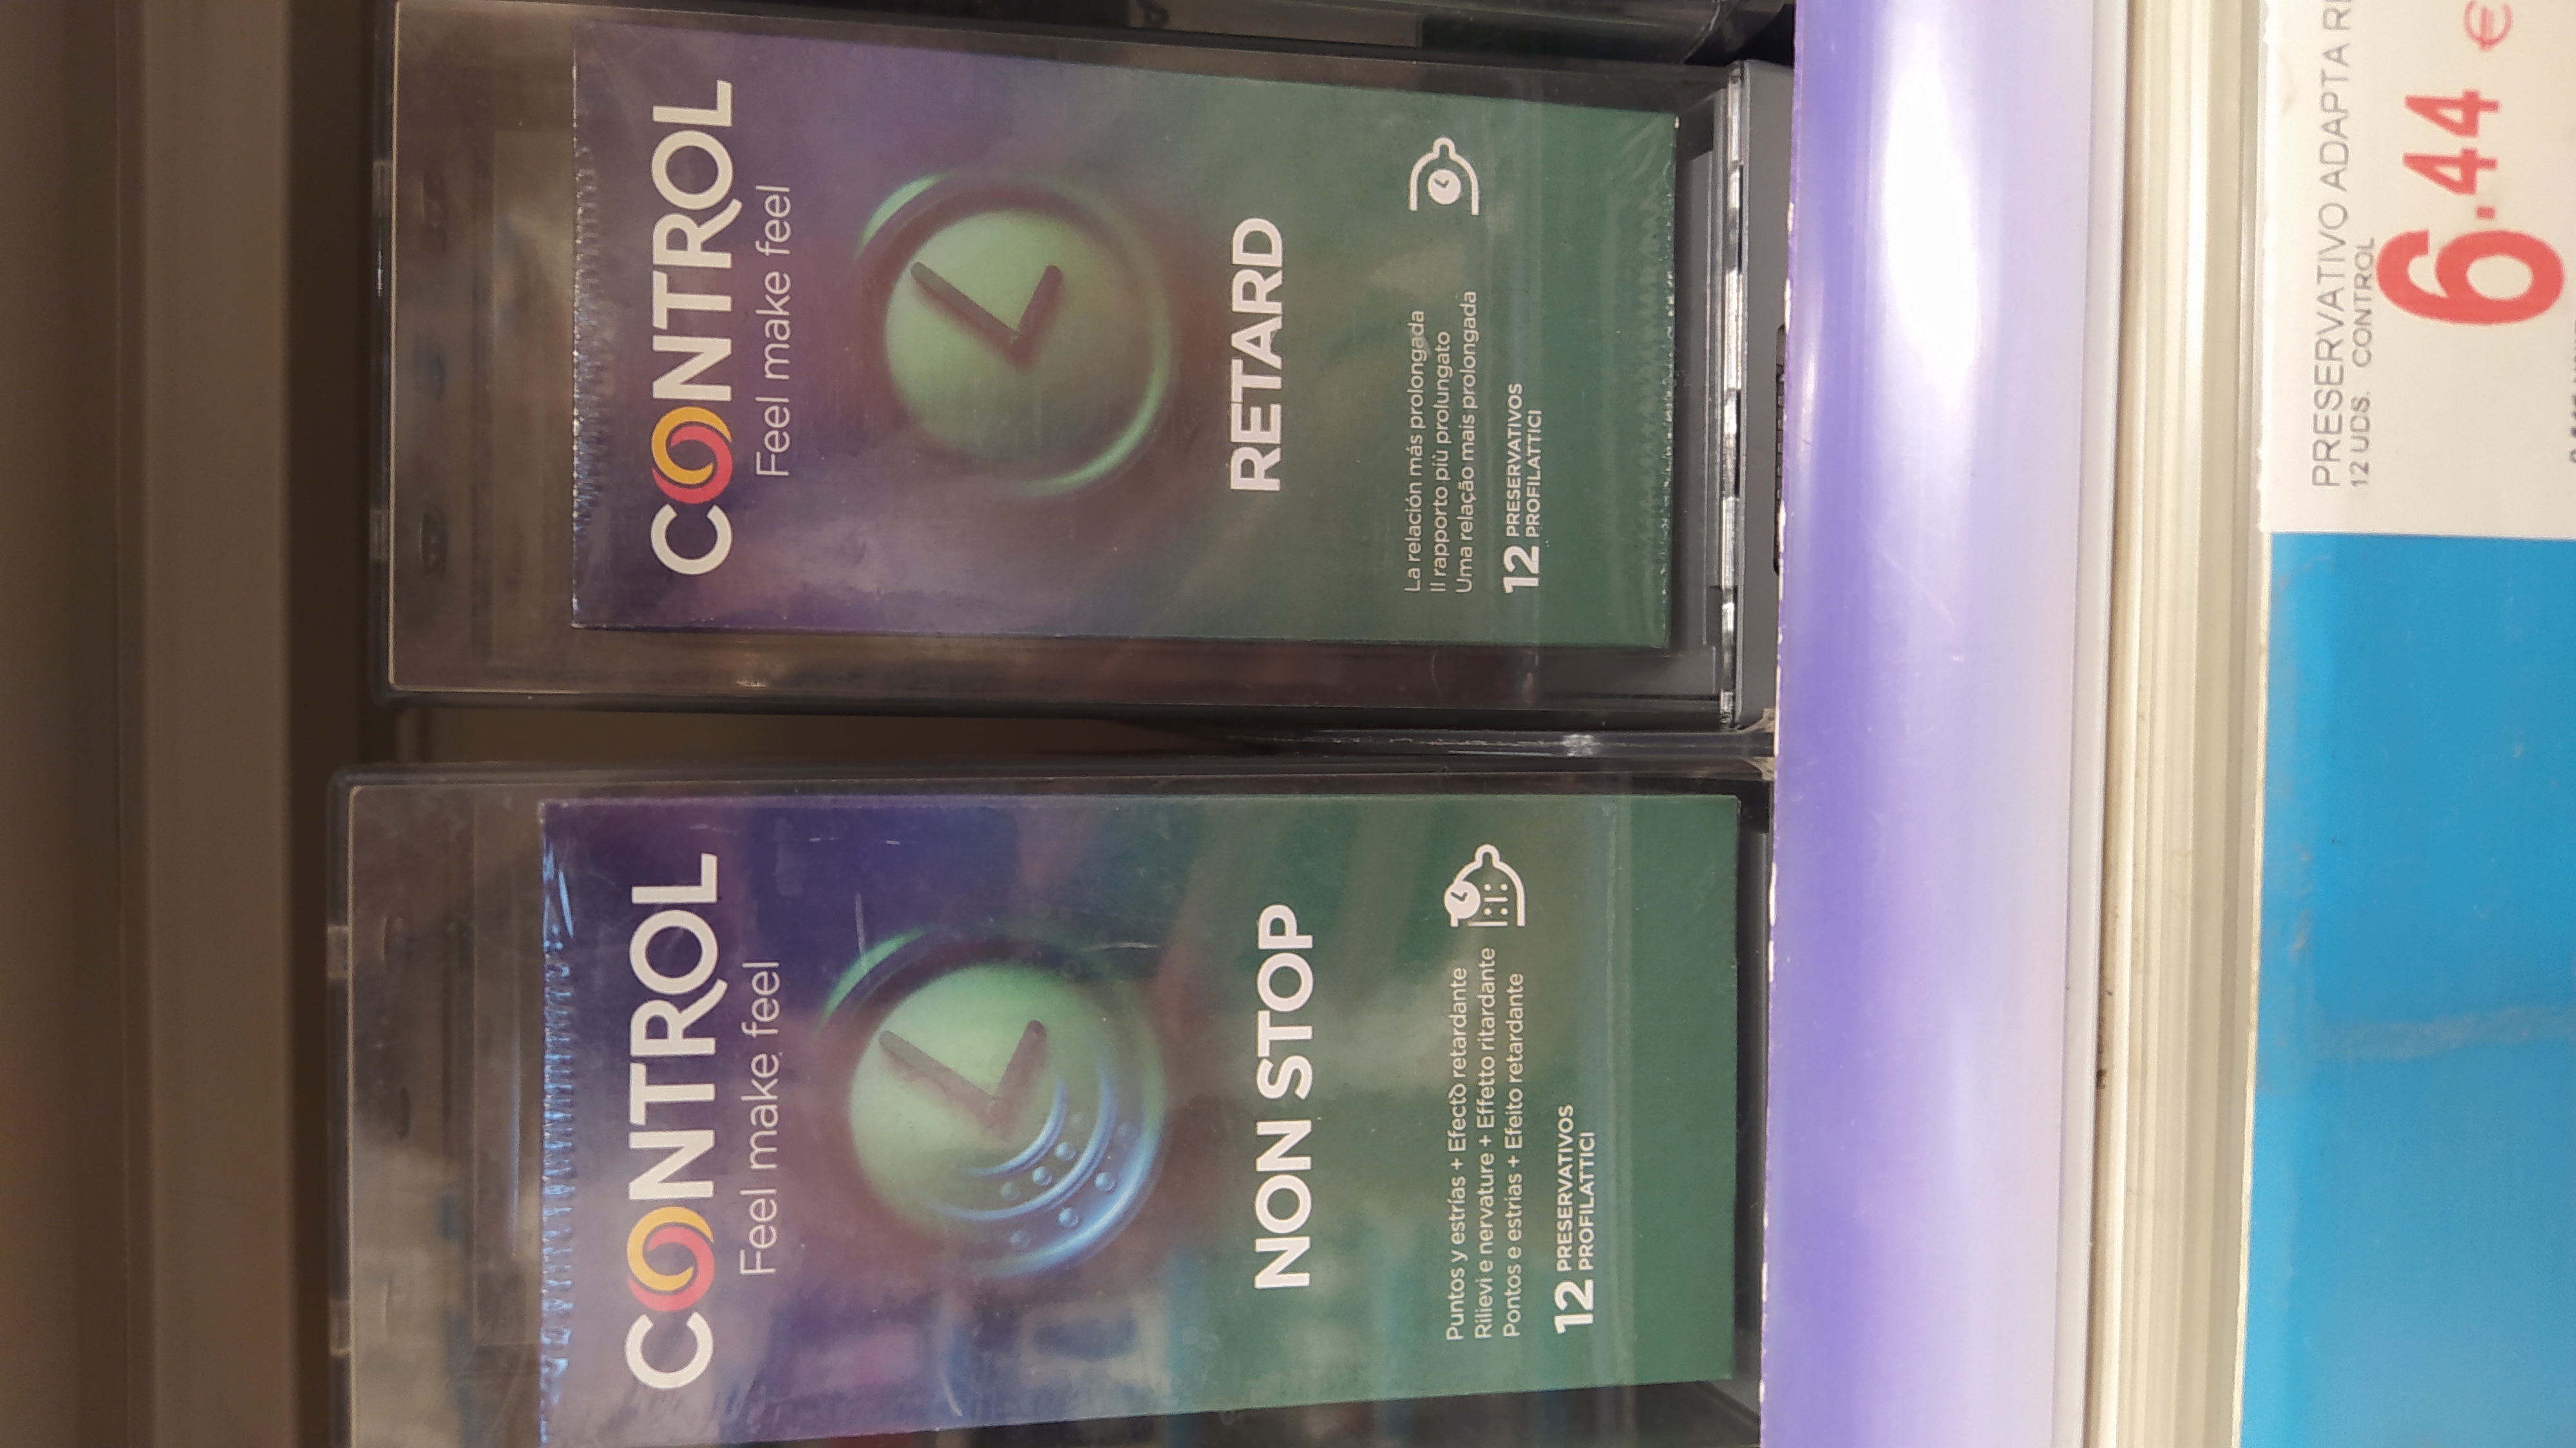 CONTROL
Feel make feel
NON STOP
Puntos y estrías + Efecto retardante
Rilievi e nervature + Effetto ritardante
Pontos e estrias + Efeito retardante
12 PRESERVATIVOS
PROFILATTICI
CONTROL
Feel make feel
RETARD
La relación más prolongada
Il rapporto più prolungato
Uma relação mais prolongada
12 PRESERVATIVOS
PROFILATTICI
PRESERVATIVO ADAPTA
12 UDS. CONTROL
6.44 €